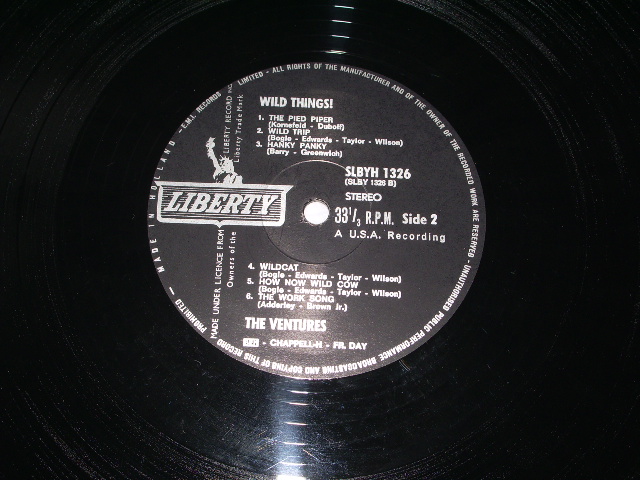 MADE IN HOLLAND - E.M.I. RECORDS LIMITED - ALL RIGHTS OF THE MANUFACTURER AND OF THE OWNER OF THE RECORDED WORK ARE RESERVED - UNAUTHORISED PUBLIC PERFORMANCE, BROADCASTING AND COPYING OF THIS RECORD PROHIBITED -
MADE UNDER LICENCE FROM LIBERTY RECORD INC
Owners of the Liberty Trade Mark
WILD THINGS!
1. THE PIED PIPER
(Kornefeld - Duboff)
2. WILD TRIP
(Bogle - Edwards - Taylor - Wilson)
3. HANKY PANKY
(Barry - Greenwich)
SLBYH 1326
(SLBY 1326 B)
STEREO
LIBERTY
33 1/3 R.P.M. Side 2
A U.S.A. Recording
4. WILDCAT
(Bogle - Edwards - Taylor - Wilson)
5. HOW NOW WILD COW
(Bogle - Edwards - Taylor - Wilson)
6. THE WORK SONG
(Adderley - Brown jr.)
THE VENTURES
- CHAPPELL-H - FR. DAY